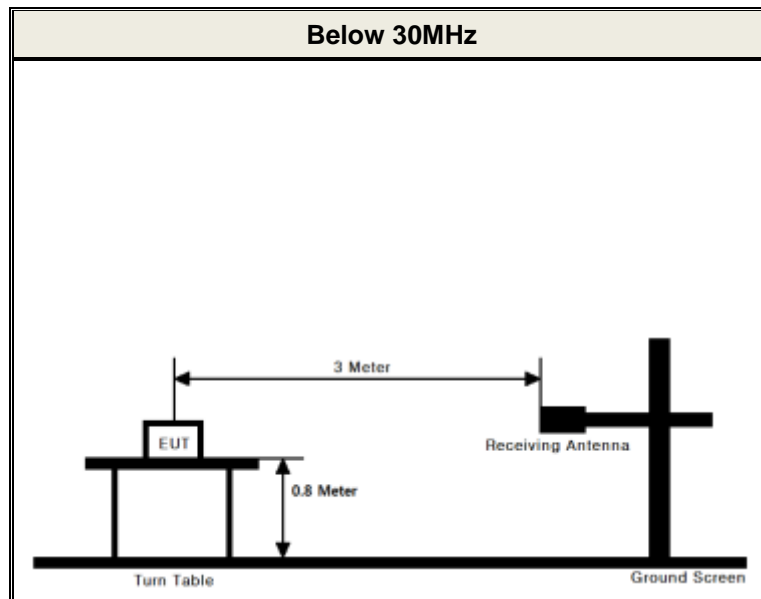 Below 30MHz
3 Meter
EUT
Receiving Antenna
0.8 Meter
Turn Table
Ground Screen